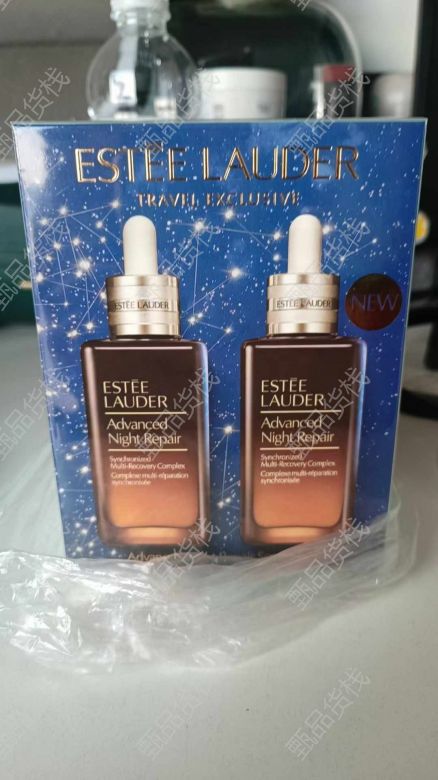 ESTĒE LAUDER
TRAVEL EXCLUSIVE
ESTĒE LAUDER
ESTĒE LAUDER
NEW
ESTĒE
LAUDER
Advanced
Night Repair
Synchronized
Multi-Recovery Complex
Complexe multi-réparation
synchronisée
ESTĒE
LAUDER
Advanced
Night Repair
Synchronized
Multi-Recovery Complex
Complexe multi-réparation
synchronisée
甄品货栈